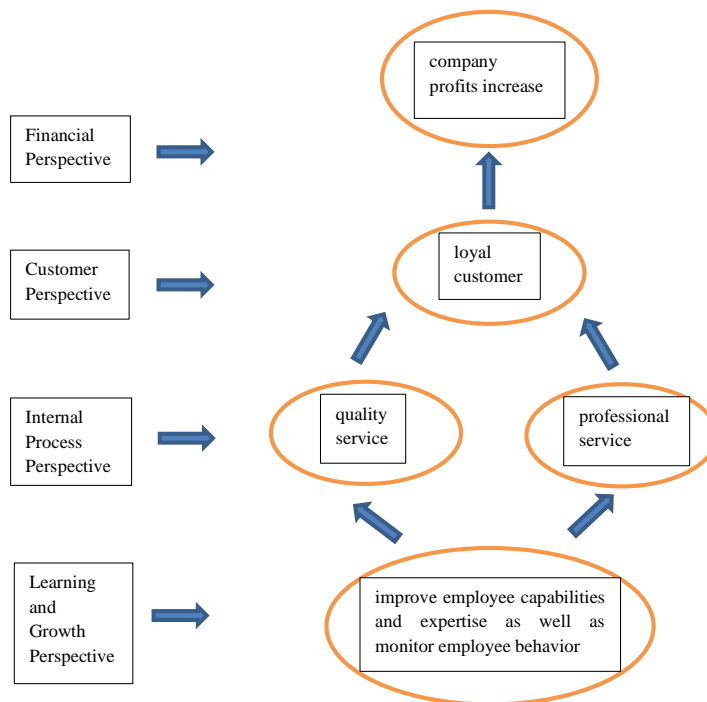 company
profits increase
Financial
Perspective
loyal
customer
Customer
Perspective
quality
service
professional
service
Internal
Process
Perspective
improve employee capabilities
and expertise as well as
monitor employee behavior
Learning
and
Growth
Perspective